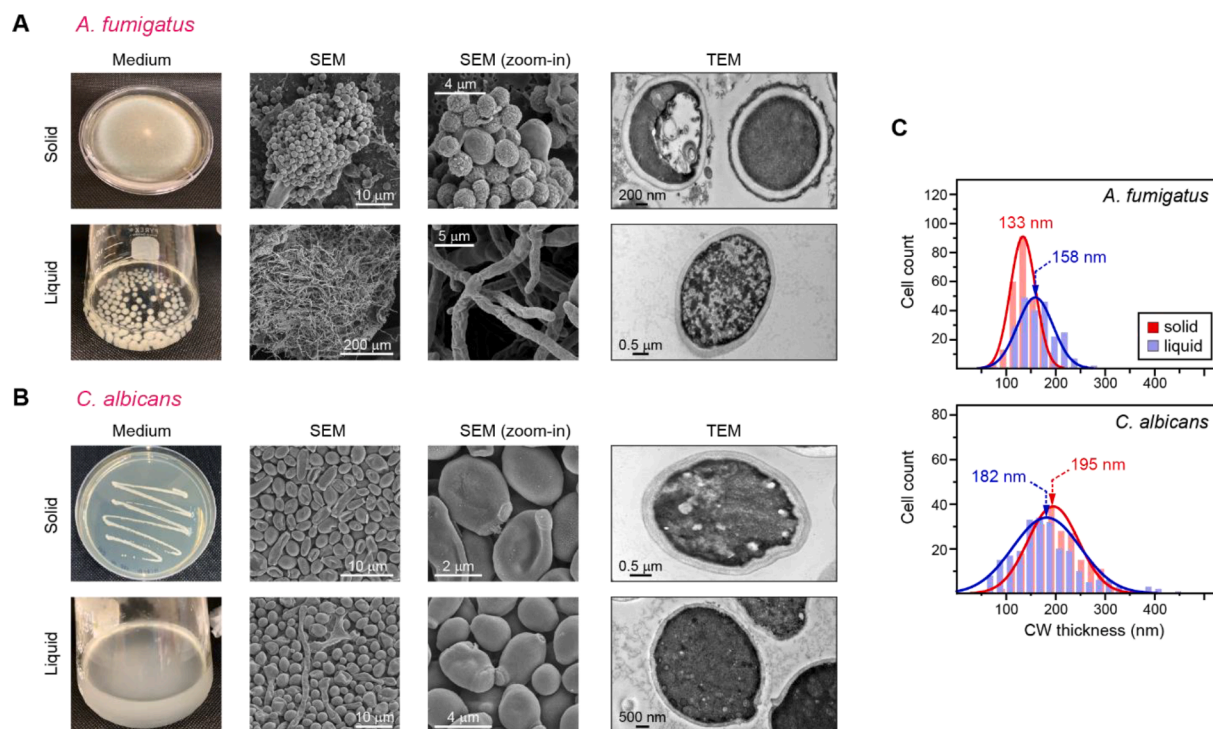 A
A. fumigatus
Medium
SEM
SEM (zoom-in)
TEM
Solid
10 μm
4 μm
200 nm
Liquid
200 μm
5 μm
0.5 μm
B
C. albicans
Medium
SEM
SEM (zoom-in)
TEM
Solid
10 μm
2 μm
0.5 μm
Liquid
10 μm
4 μm
500 nm
C
A. fumigatus
120
100
80
60
40
20
Cell count
133 nm
158 nm
solid
liquid
100 200 300 400
C. albicans
80
60
40
20
Cell count
182 nm
195 nm
100 200 300 400
CW thickness (nm)